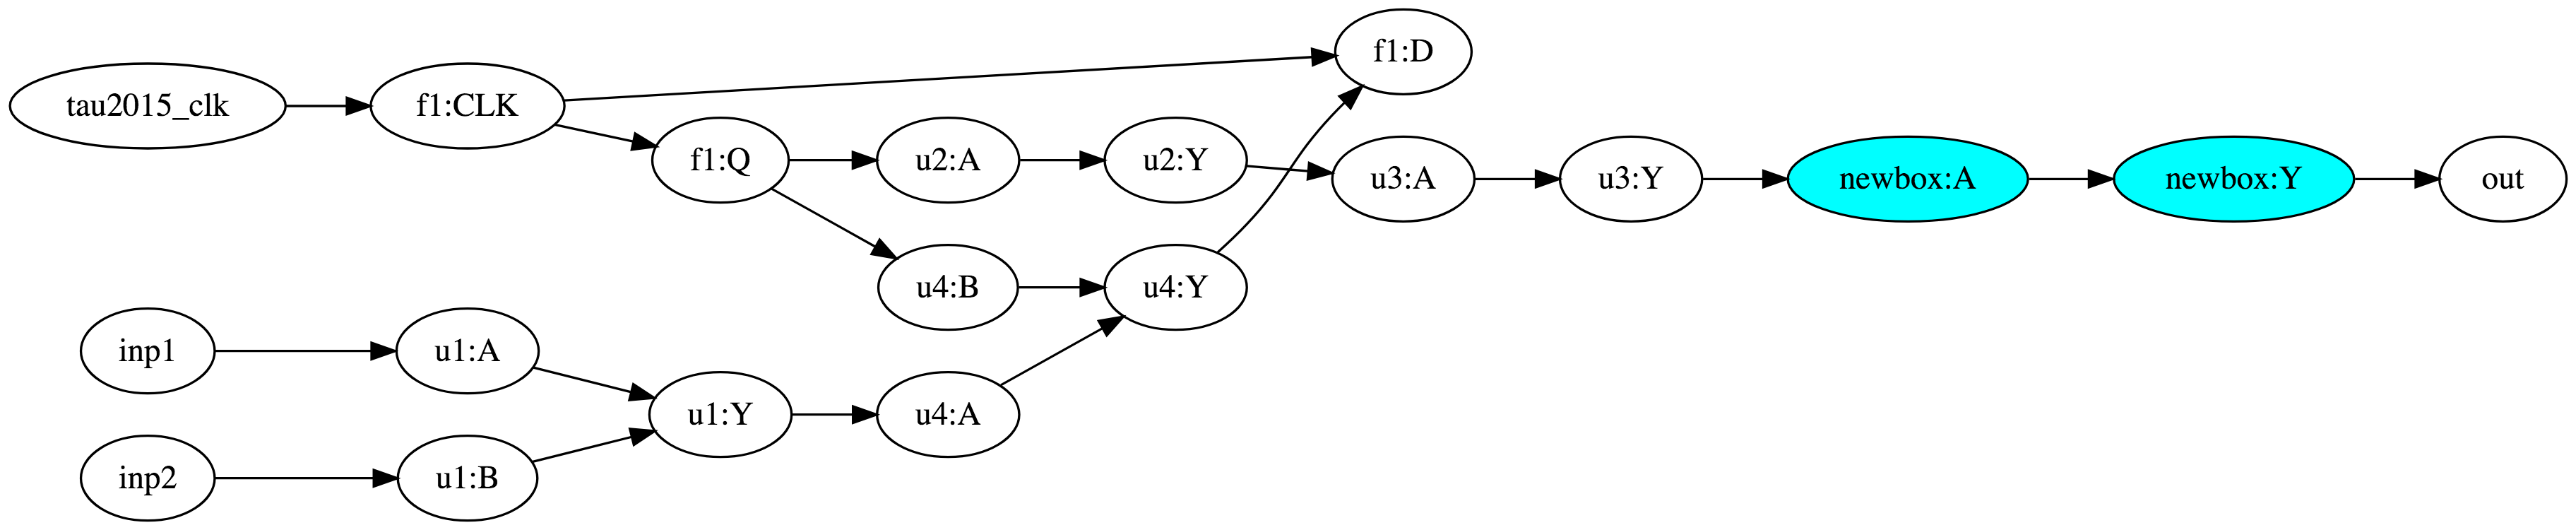 f1:D
tau2015_clk
f1:CLK
f1:Q
u2:A
u2:Y
u3:A
u3:Y
newbox:A
newbox:Y
out
u4:B
u4:Y
inp1
u1:A
u1:Y
u4:A
inp2
u1:B